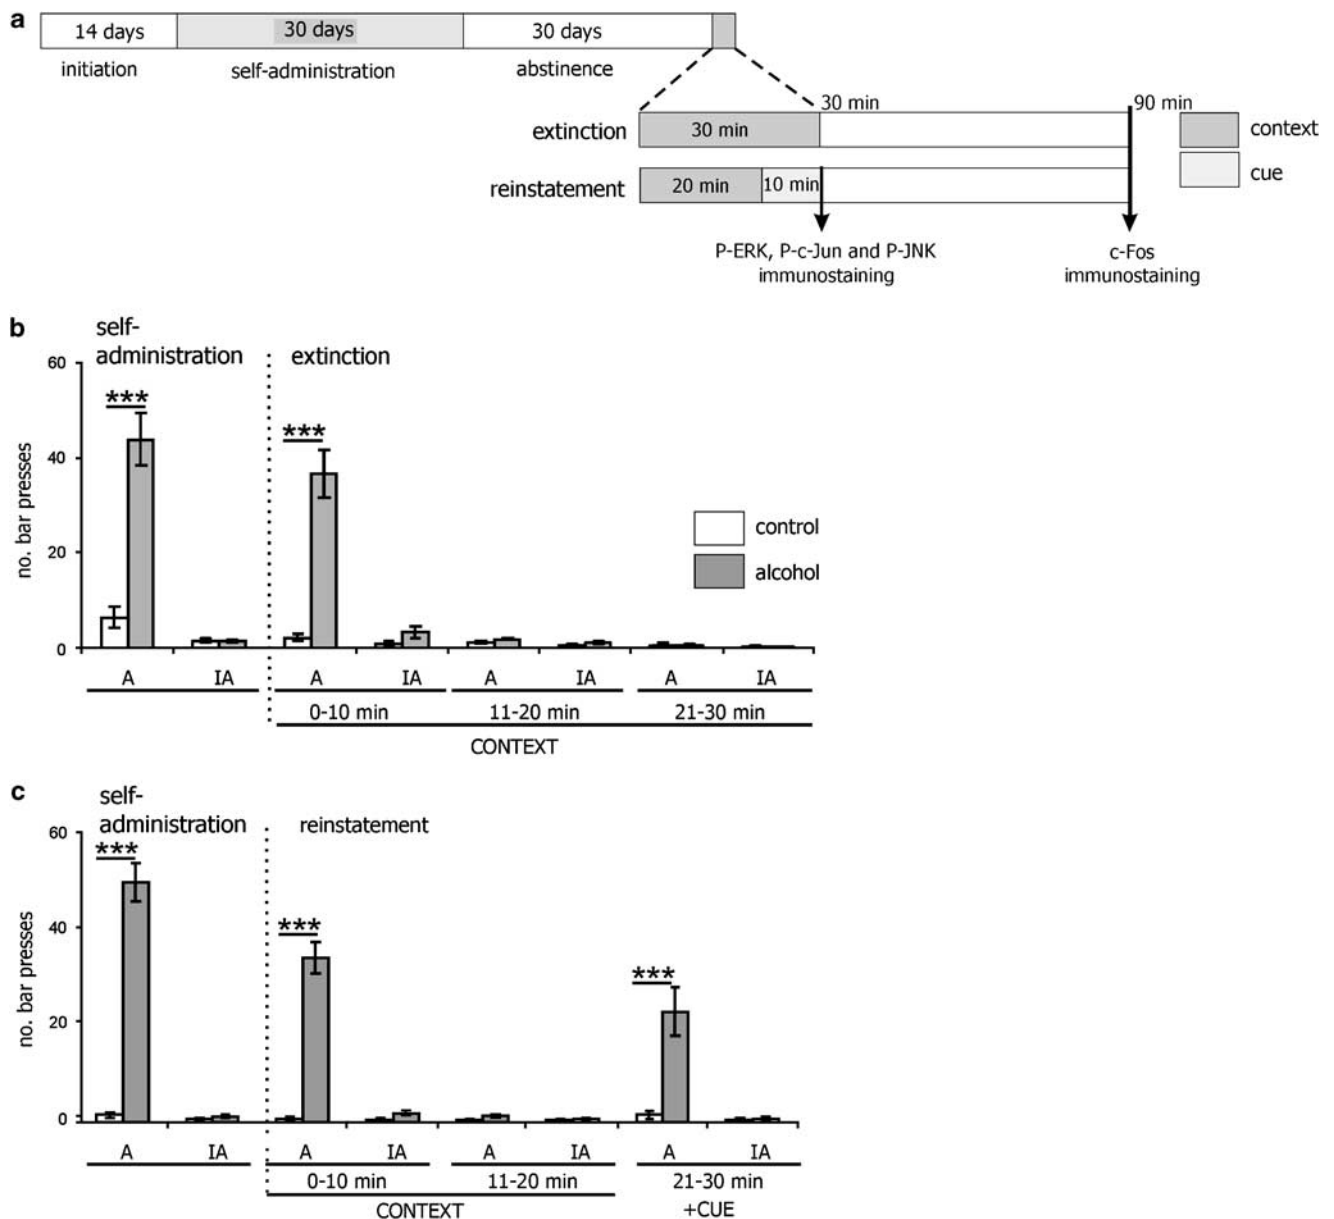 a
14 days
30 days
30 days
initiation
self-administration
abstinence
30 min
90 min
extinction
30 min
context
reinstatement
20 min
10 min
cue
P-ERK, P-c-Jun and P-JNK
immunostaining
c-Fos
immunostaining
b
self-
administration
extinction
***
***
60
40
20
0
no. bar presses
control
alcohol
A
IA
A
IA
A
IA
A
IA
0-10 min
11-20 min
21-30 min
CONTEXT
c
self-
administration
reinstatement
***
***
***
60
40
20
0
no. bar presses
A
IA
A
IA
A
IA
A
IA
0-10 min
11-20 min
21-30 min
CONTEXT
+CUE